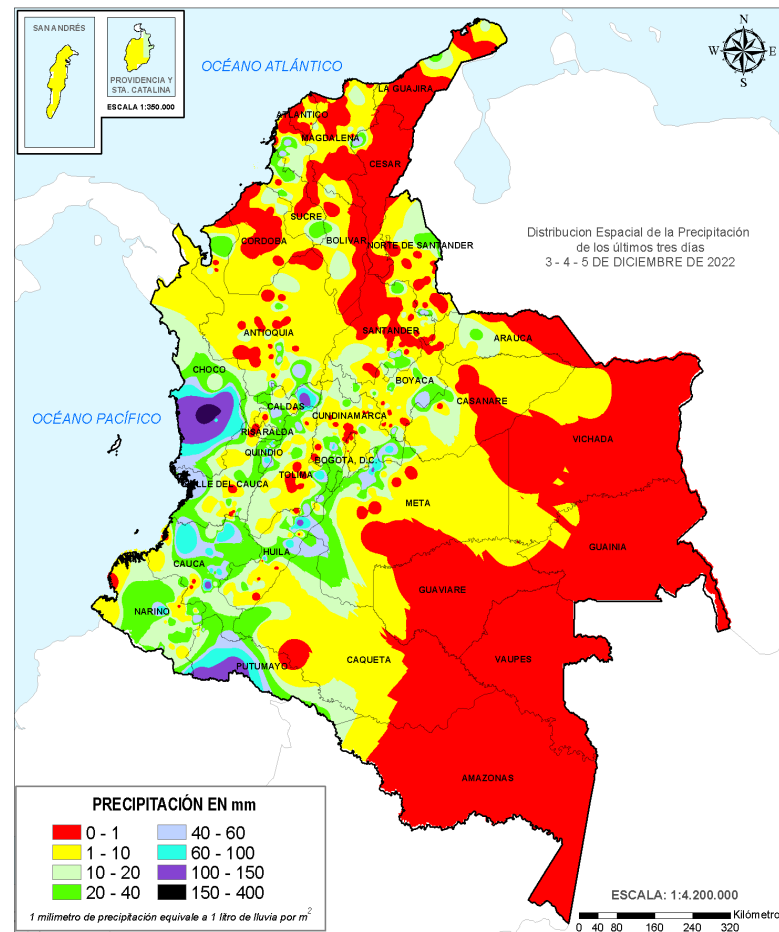 SAN ANDRÉS
PROVIDENCIA Y
STA. CATALINA
ESCALA 1:350.000
OCÉANO ATLÁNTICO
N
W
E
S
LA GUAJIRA
ATLANTICO
MAGDALENA
CESAR
SUCRE
CORDOBA
BOLIVAR
NORTE DE SANTANDER
Distribucion Espacial de la Precipitación
de los últimos tres días
3 - 4 - 5 DE DICIEMBRE DE 2022
ANTIOQUIA
SANTANDER
ARAUCA
CHOCO
BOYACA
CASANARE
OCÉANO PACÍFICO
CALDAS
CUNDINAMARCA
RISARALDA
VICHADA
QUINDIO
BOGOTA, D.C.
TOLIMA
VALLE DEL CAUCA
META
HUILA
GUAINIA
CAUCA
GUAVIARE
NARIÑO
CAQUETA
VAUPES
PUTUMAYO
AMAZONAS
PRECIPITACIÓN EN mm
0 - 1
40 - 60
1 - 10
60 - 100
10 - 20
100 - 150
20 - 40
150 - 400
1 milimetro de precipitación equivale a 1 litro de lluvia por m2
ESCALA: 1:4.200.000
Kilómetro
0 40 80 160 240 320